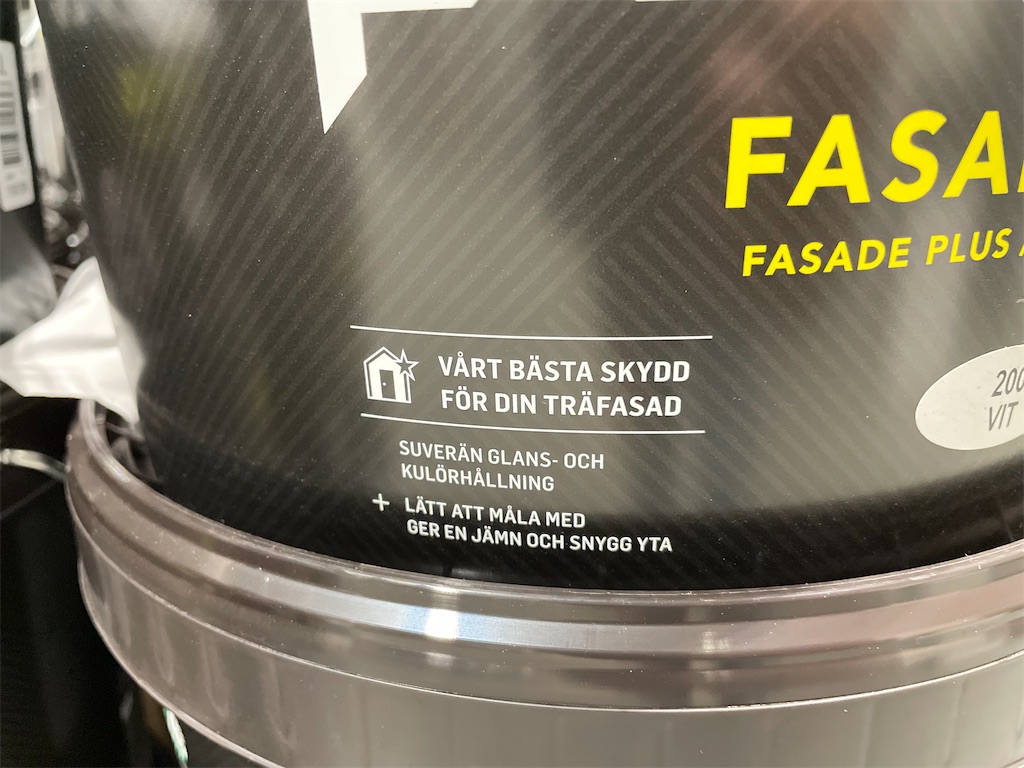 FASA
FASADE PLUS
VÅRT BÄSTA SKYDD
FÖR DIN TRÄFASAD
200
VIT
SUVERÄN GLANS- OCH
KULÖRHÅLLNING
+ LÄTT ATT MÅLA MED
GER EN JÄMN OCH SNYGG YTA